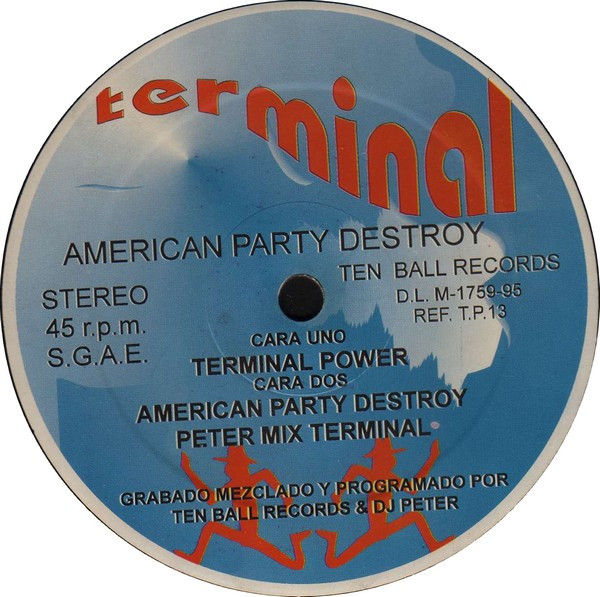 terminal
AMERICAN PARTY DESTROY
TEN BALL RECORDS
STEREO
D.L. M-1759-95
45 r.p.m.
REF. T.P.13
S.G.A.E.
CARA UNO
TERMINAL POWER
CARA DOS
AMERICAN PARTY DESTROY
PETER MIX TERMINAL
GRABADO MEZCLADO Y PROGRAMADO POR
TEN BALL RECORDS & DJ PETER